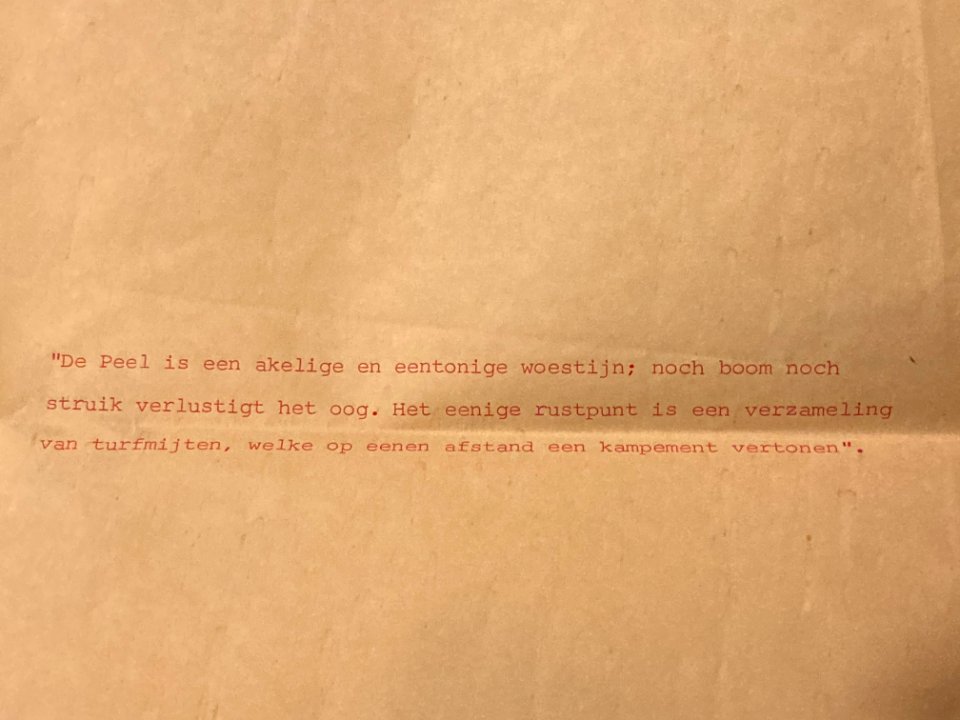 "De Peel is een akelige en eentonige woestijn; noch boom noch
struik verlustigt het oog. Het eenige rustpunt is een verzameling
van turfmijten, welke op eenen afstand een kampement vertonen".